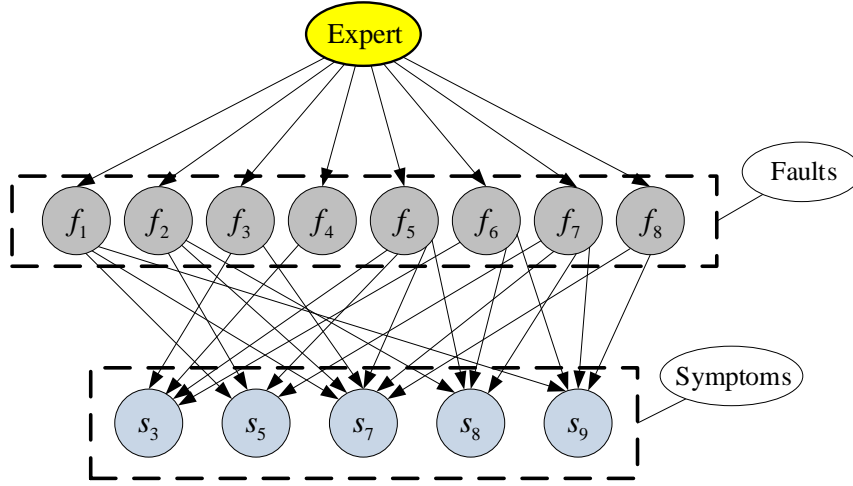 Expert
Faults
f₁ f₂ f₃ f₄ f₅ f₆ f₇ f₈
Symptoms
s₃ s₅ s₇ s₈ s₉